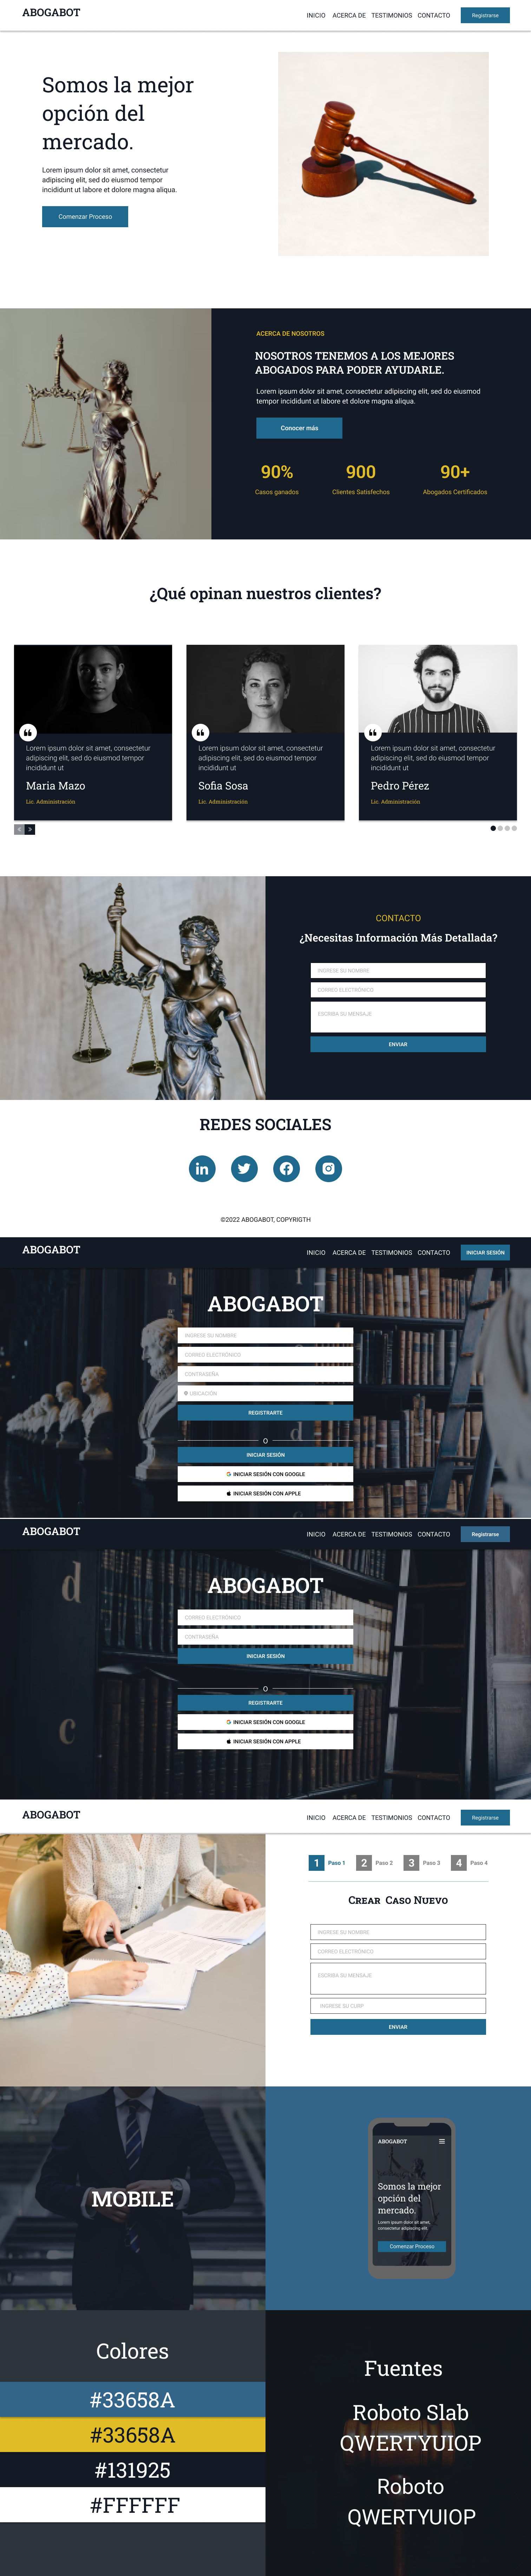 ABOGABOT
INICIO ACERCA DE TESTIMONIOS CONTACTO Registrarse
Somos la mejor
opción del
mercado.
Lorem ipsum dolor sit amet, consectetur
adipiscing elit, sed do eiusmod tempor
incididunt ut labore et dolore magna aliqua.
Comenzar Proceso
ACERCA DE NOSOTROS
NOSOTROS TENEMOS A LOS MEJORES
ABOGADOS PARA PODER AYUDARLE.
Lorem ipsum dolor sit amet, consectetur adipiscing elit, sed do eiusmod
tempor incididunt ut labore et dolore magna aliqua.
Conocer más
90% 900 90+
Casos ganados Clientes Satisfechos Abogados Certificados
¿Qué opinan nuestros clientes?
Lorem ipsum dolor sit amet, consectetur
adipiscing elit, sed do eiusmod tempor
incididunt ut
Maria Mazo
Lic. Administración
Lorem ipsum dolor sit amet, consectetur
adipiscing elit, sed do eiusmod tempor
incididunt ut
Sofia Sosa
Lic. Administración
Lorem ipsum dolor sit amet, consectetur
adipiscing elit, sed do eiusmod tempor
incididunt ut
Pedro Pérez
Lic. Administración
CONTACTO
¿Necesitas Información Más Detallada?
INGRESE SU NOMBRE
CORREO ELECTRÓNICO
ESCRIBA SU MENSAJE
ENVIAR
REDES SOCIALES
©2022 ABOGABOT, COPYRIGTH
ABOGABOT
INICIO ACERCA DE TESTIMONIOS CONTACTO INICIAR SESIÓN
ABOGABOT
INGRESE SU NOMBRE
CORREO ELECTRÓNICO
CONTRASEÑA
UBICACIÓN
REGISTRARTE
O
INICIAR SESIÓN
INICIAR SESIÓN CON GOOGLE
INICIAR SESIÓN CON APPLE
ABOGABOT
INICIO ACERCA DE TESTIMONIOS CONTACTO Registrarse
ABOGABOT
CORREO ELECTRÓNICO
CONTRASEÑA
INICIAR SESIÓN
O
REGISTRARTE
INICIAR SESIÓN CON GOOGLE
INICIAR SESIÓN CON APPLE
ABOGABOT
INICIO ACERCA DE TESTIMONIOS CONTACTO Registrarse
1 Paso 1 2 Paso 2 3 Paso 3 4 Paso 4
Crear Caso Nuevo
INGRESE SU NOMBRE
CORREO ELECTRÓNICO
ESCRIBA SU MENSAJE
INGRESE SU CURP
ENVIAR
MOBILE
ABOGABOT
Somos la mejor
opción del
mercado.
Lorem ipsum dolor sit amet,
consectetur adipiscing elit.
Comenzar Proceso
Colores
#33658A
#33658A
#131925
#FFFFFF
Fuentes
Roboto Slab
QWERTYUIOP
Roboto
QWERTYUIOP